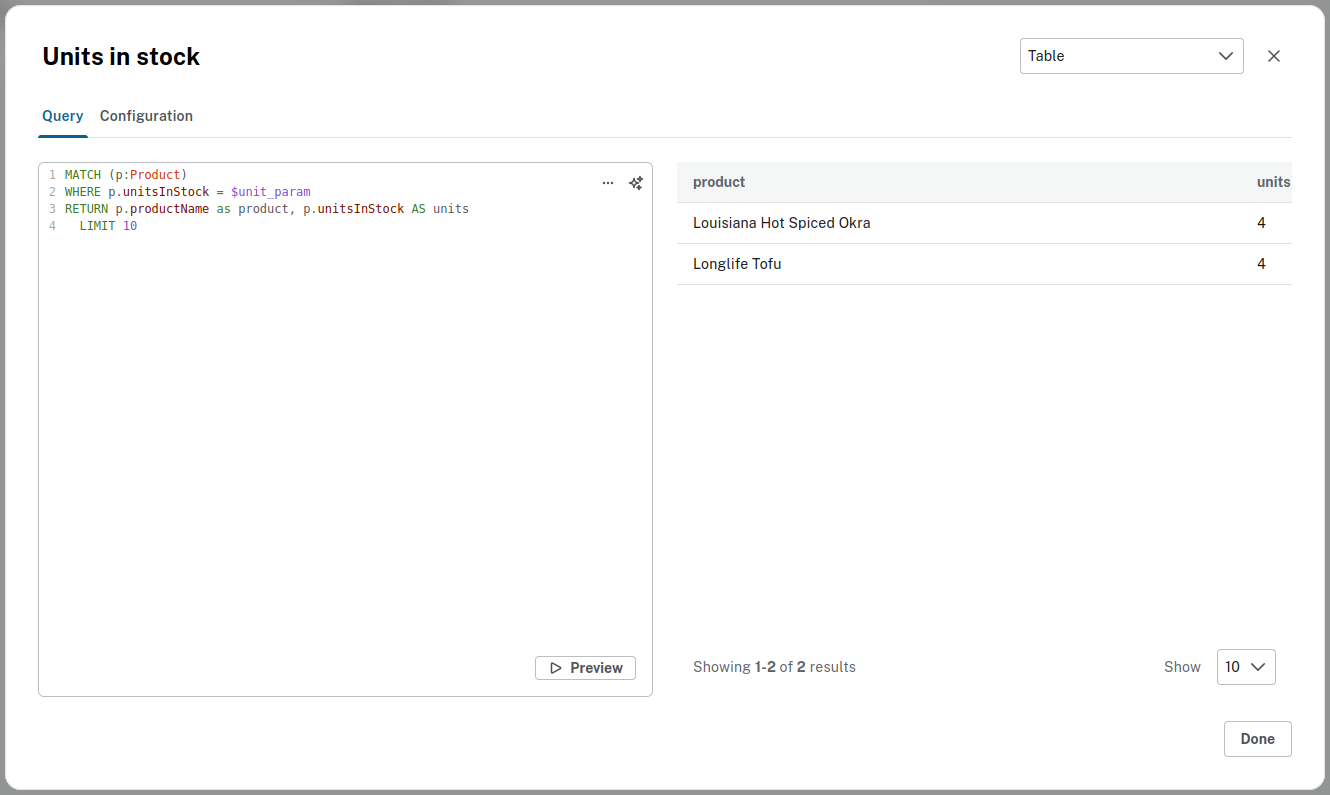 Units in stock
Table
Query Configuration
1 MATCH (p:Product)
2 WHERE p.unitsInStock = $unit_param
3 RETURN p.productName as product, p.unitsInStock AS units
4   LIMIT 10
Preview
product units
Louisiana Hot Spiced Okra 4
Longlife Tofu 4
Showing 1-2 of 2 results Show 10
Done